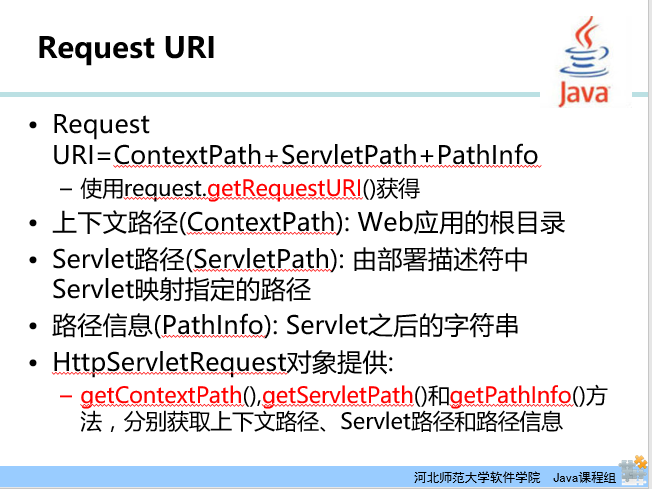 Request URI
Java
• Request
URI=ContextPath+ServletPath+PathInfo
– 使用request.getRequestURI()获得
• 上下文路径(ContextPath): Web应用的根目录
• Servlet路径(ServletPath): 由部署描述符中
Servlet映射指定的路径
• 路径信息(PathInfo): Servlet之后的字符串
• HttpServletRequest对象提供:
– getContextPath(),getServletPath()和getPathInfo()方
法，分别获取上下文路径、Servlet路径和路径信息
河北师范大学软件学院 Java课程组